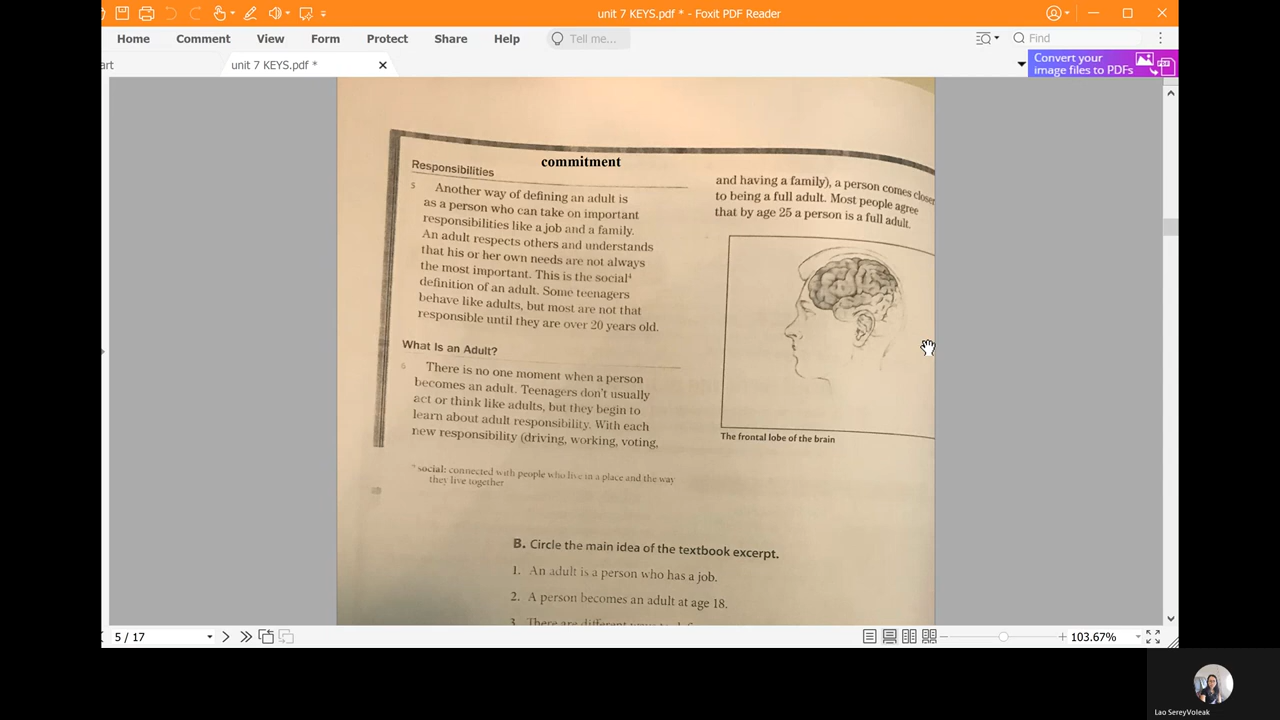 unit 7 KEYS.pdf * - Foxit PDF Reader
Home Comment View Form Protect Share Help Tell me... Find
art unit 7 KEYS.pdf *
Convert your
image files to PDFs
commitment
Responsibilities
5 Another way of defining an adult is
as a person who can take on important
responsibilities like a job and a family.
An adult respects others and understands
that his or her own needs are not always
the most important. This is the social⁴
definition of an adult. Some teenagers
behave like adults, but most are not that
responsible until they are over 20 years old.
What Is an Adult?
6 There is no one moment when a person
becomes an adult. Teenagers don't usually
act or think like adults, but they begin to
learn about adult responsibility. With each
new responsibility (driving, working, voting,
⁴ social: connected with people who live in a place and the way
they live together
and having a family), a person comes closer
to being a full adult. Most people agree
that by age 25 a person is a full adult.
The frontal lobe of the brain
B. Circle the main idea of the textbook excerpt.
1. An adult is a person who has a job.
2. A person becomes an adult at age 18.
3. There are different ways to
5 / 17
103.67%
Lao SereyVoleak